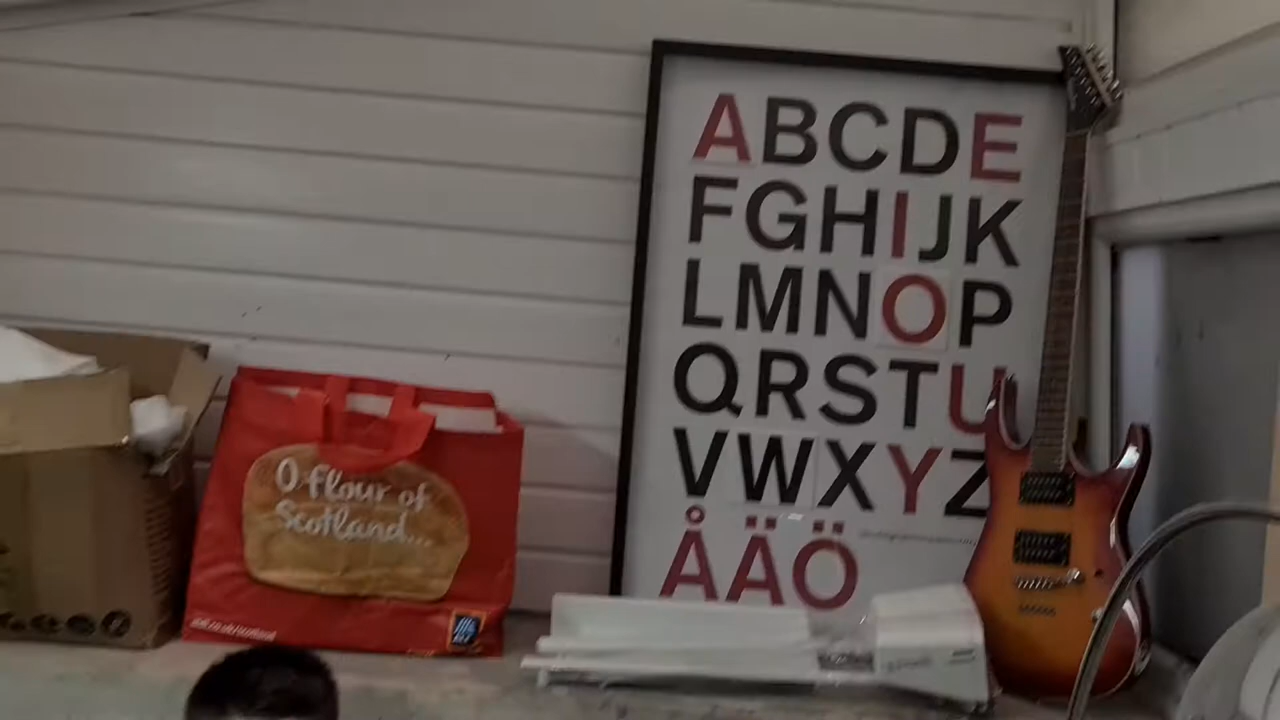 ABCDE
FGHIJK
LMNOP
QRSTU
VWXYZ
ÅÄÖ
O flour of
Scotland...